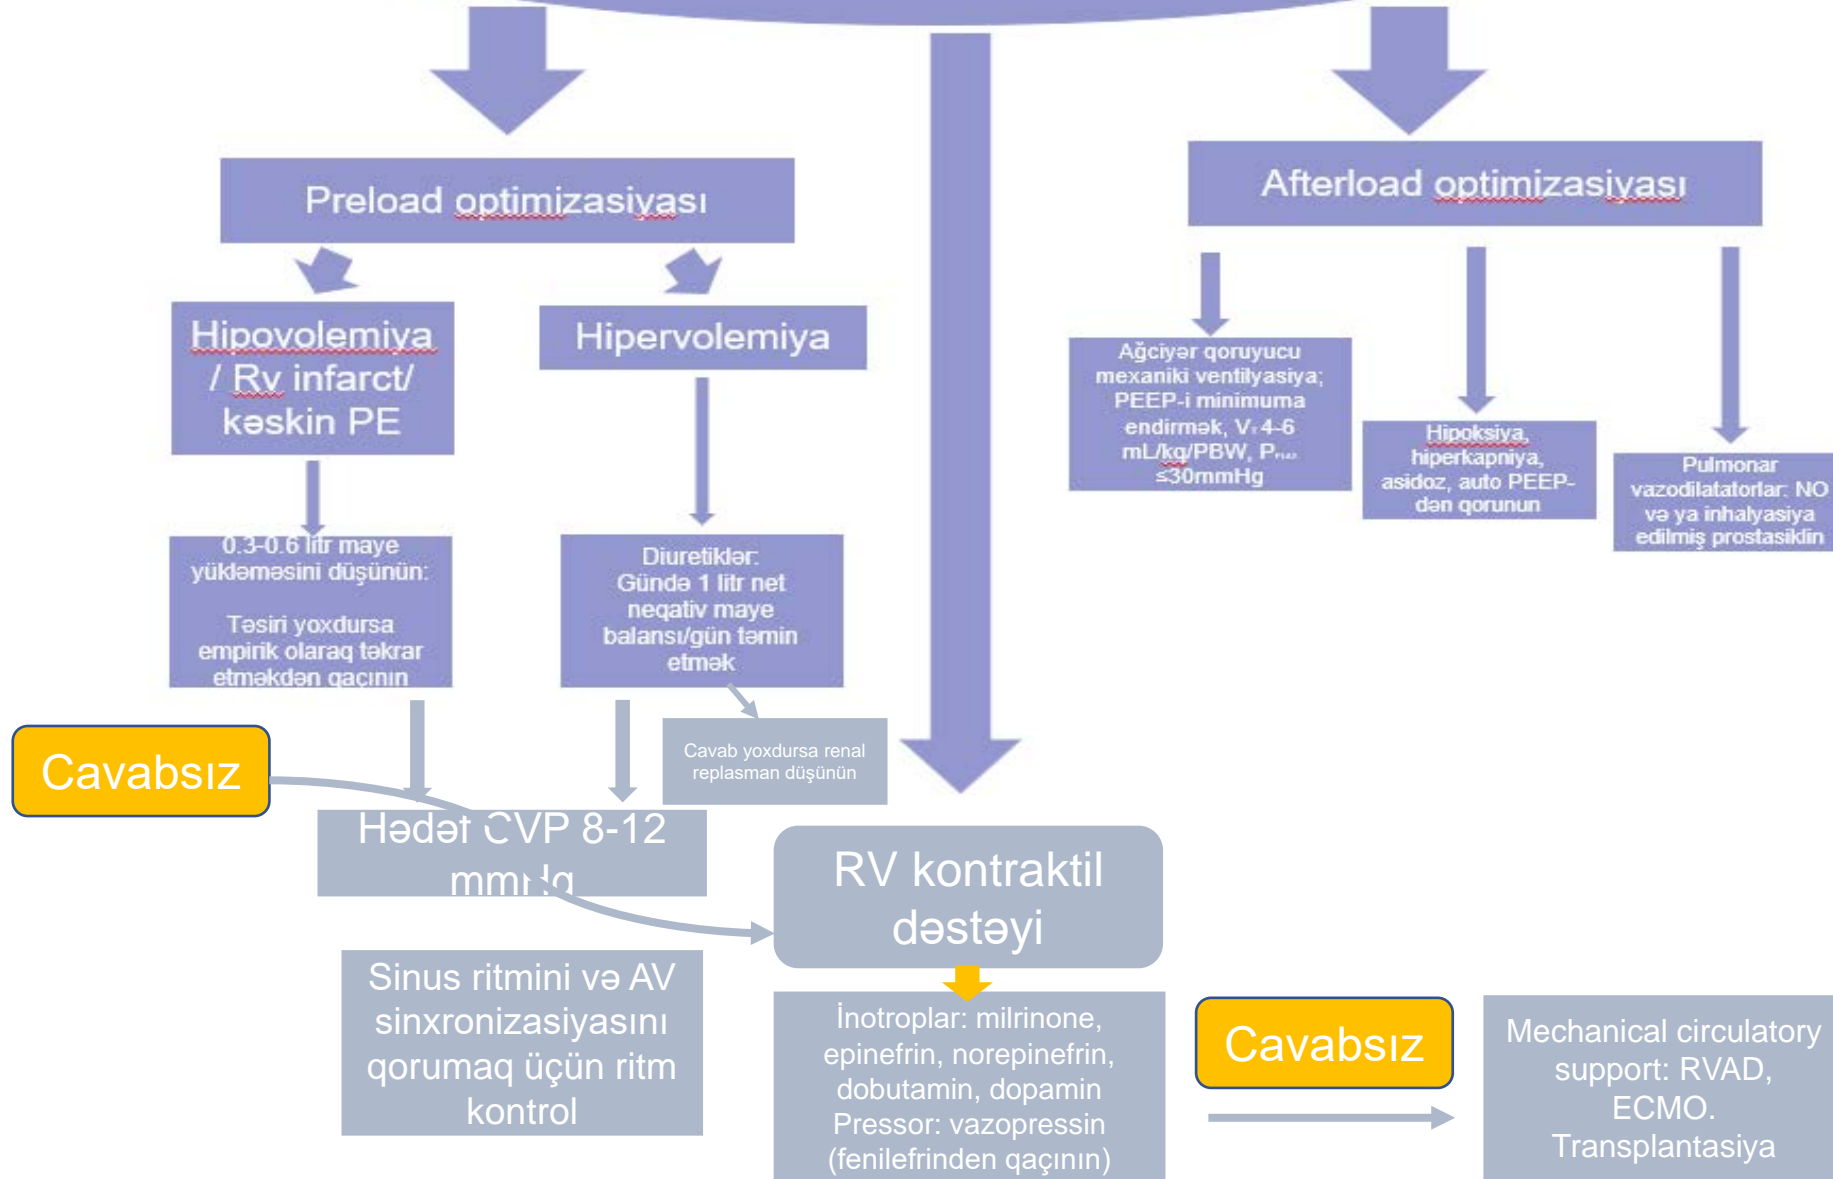 Preload optimizasiyası
Afterload optimizasiyası
Hipovolemiya
/ Rv infarct/
kəskin PE
Hipervolemiya
Ağciyər qoruyucu
mexaniki ventilyasiya;
PEEP-i minimuma
endirmək, V 4-6
mL/kq/PBW, P
≤30mmHg
Hipoksiya,
hiperkapniya,
asidoz, auto PEEP-
dən qorunun
Pulmonar
vazodilatatorlar: NO
və ya inhalyasiya
edilmiş prostasiklin
0.3-0.6 litr maye
yükləməsini düşünün:
Təsiri yoxdursa
empirik olaraq təkrar
etməkdən qaçının
Diuretiklər:
Gündə 1 litr net
neqativ maye
balansı/gün təmin
etmək
Cavab yoxdursa renal
replasman düşünün
Cavabsız
Hədəf CVP 8-12
mmHg
RV kontraktil
dəstəyi
Sinus ritmini və AV
sinxronizasiyasını
qorumaq üçün ritm
kontrol
İnotroplar: milrinone,
epinefrin, norepinefrin,
dobutamin, dopamin
Pressor: vazopressin
(fenilefrinden qaçının)
Cavabsız
Mechanical circulatory
support: RVAD,
ECMO.
Transplantasiya